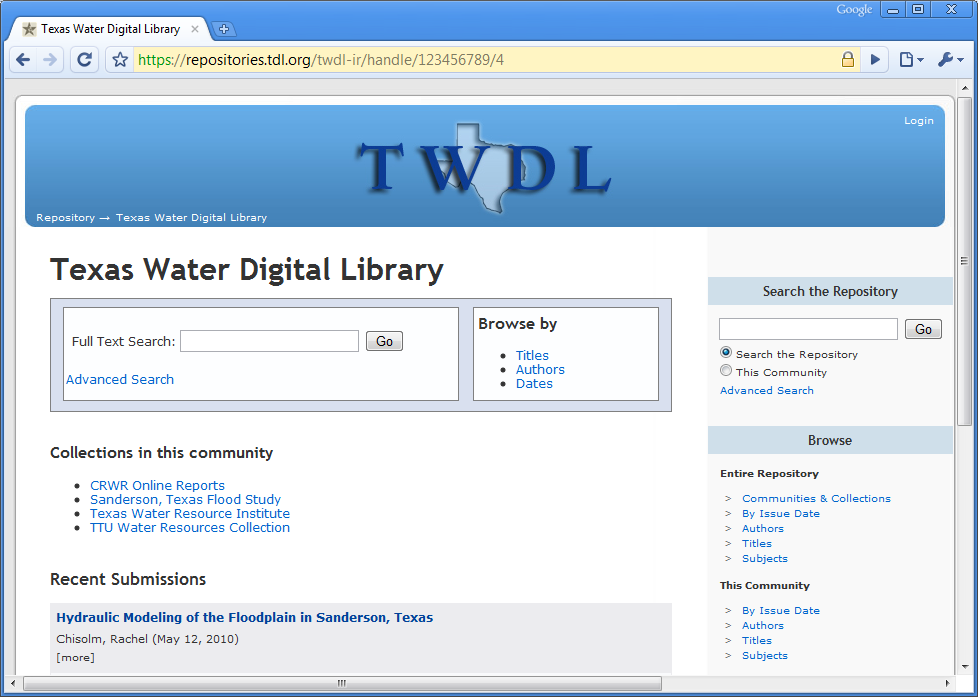 Google
Texas Water Digital Library
https://repositories.tdl.org/twdl-ir/handle/123456789/4
Login
TWDL
Repository → Texas Water Digital Library
Texas Water Digital Library
Full Text Search: Go
Advanced Search
Browse by
• Titles
• Authors
• Dates
Collections in this community
• CRWR Online Reports
• Sanderson, Texas Flood Study
• Texas Water Resource Institute
• TTU Water Resources Collection
Recent Submissions
Hydraulic Modeling of the Floodplain in Sanderson, Texas
Chisolm, Rachel (May 12, 2010)
[more]
Search the Repository
Go
Search the Repository
This Community
Advanced Search
Browse
Entire Repository
> Communities & Collections
> By Issue Date
> Authors
> Titles
> Subjects
This Community
> By Issue Date
> Authors
> Titles
> Subjects